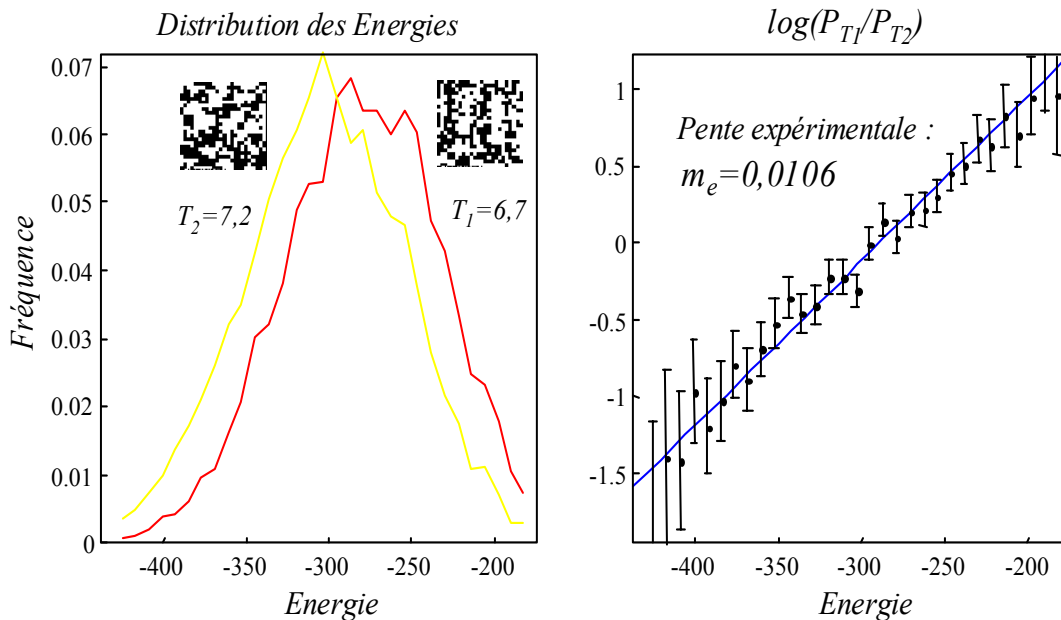 Distribution des Energies
0.07
0.06
0.05
0.04
0.03
0.02
0.01
0
Fréquence
T2=7,2
T1=6,7
-400
-350
-300
-250
-200
Energie
log(PT1/PT2)
1
0.5
0
-0.5
-1
-1.5
Pente expérimentale :
me=0,0106
-400
-350
-300
-250
-200
Energie